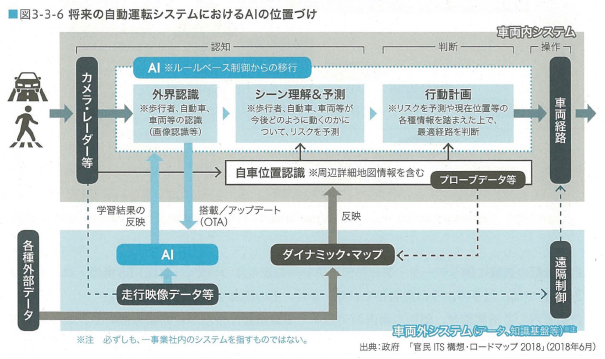 ■図3-3-6 将来の自動運転システムにおけるAIの位置づけ
車両内システム
認知
判断
操作
AI ※ルールベース制御からの移行
カメラ・レーダー等
外界認識
※歩行者、自動車、
車両等の認識
(画像認識等)
シーン理解&予測
※歩行者、自動車、車両等が
今後どのように動くのかに
ついて、リスクを予測
行動計画
※リスクを予測や現在位置等の
各種情報を踏まえた上で、
最適経路を判断
車両経路
自車位置認識 ※周辺詳細地図情報を含む
プローブデータ等
学習結果の
反映
搭載/アップデート
(OTA)
反映
各種外部データ
AI
走行映像データ等
ダイナミック・マップ
遠隔制御
車両外システム(データ、知識基盤等)※注
※注 必ずしも、一事業社内のシステムを指すものではない。
出典:政府 「官民 ITS 構想・ロードマップ 2018」(2018年6月)